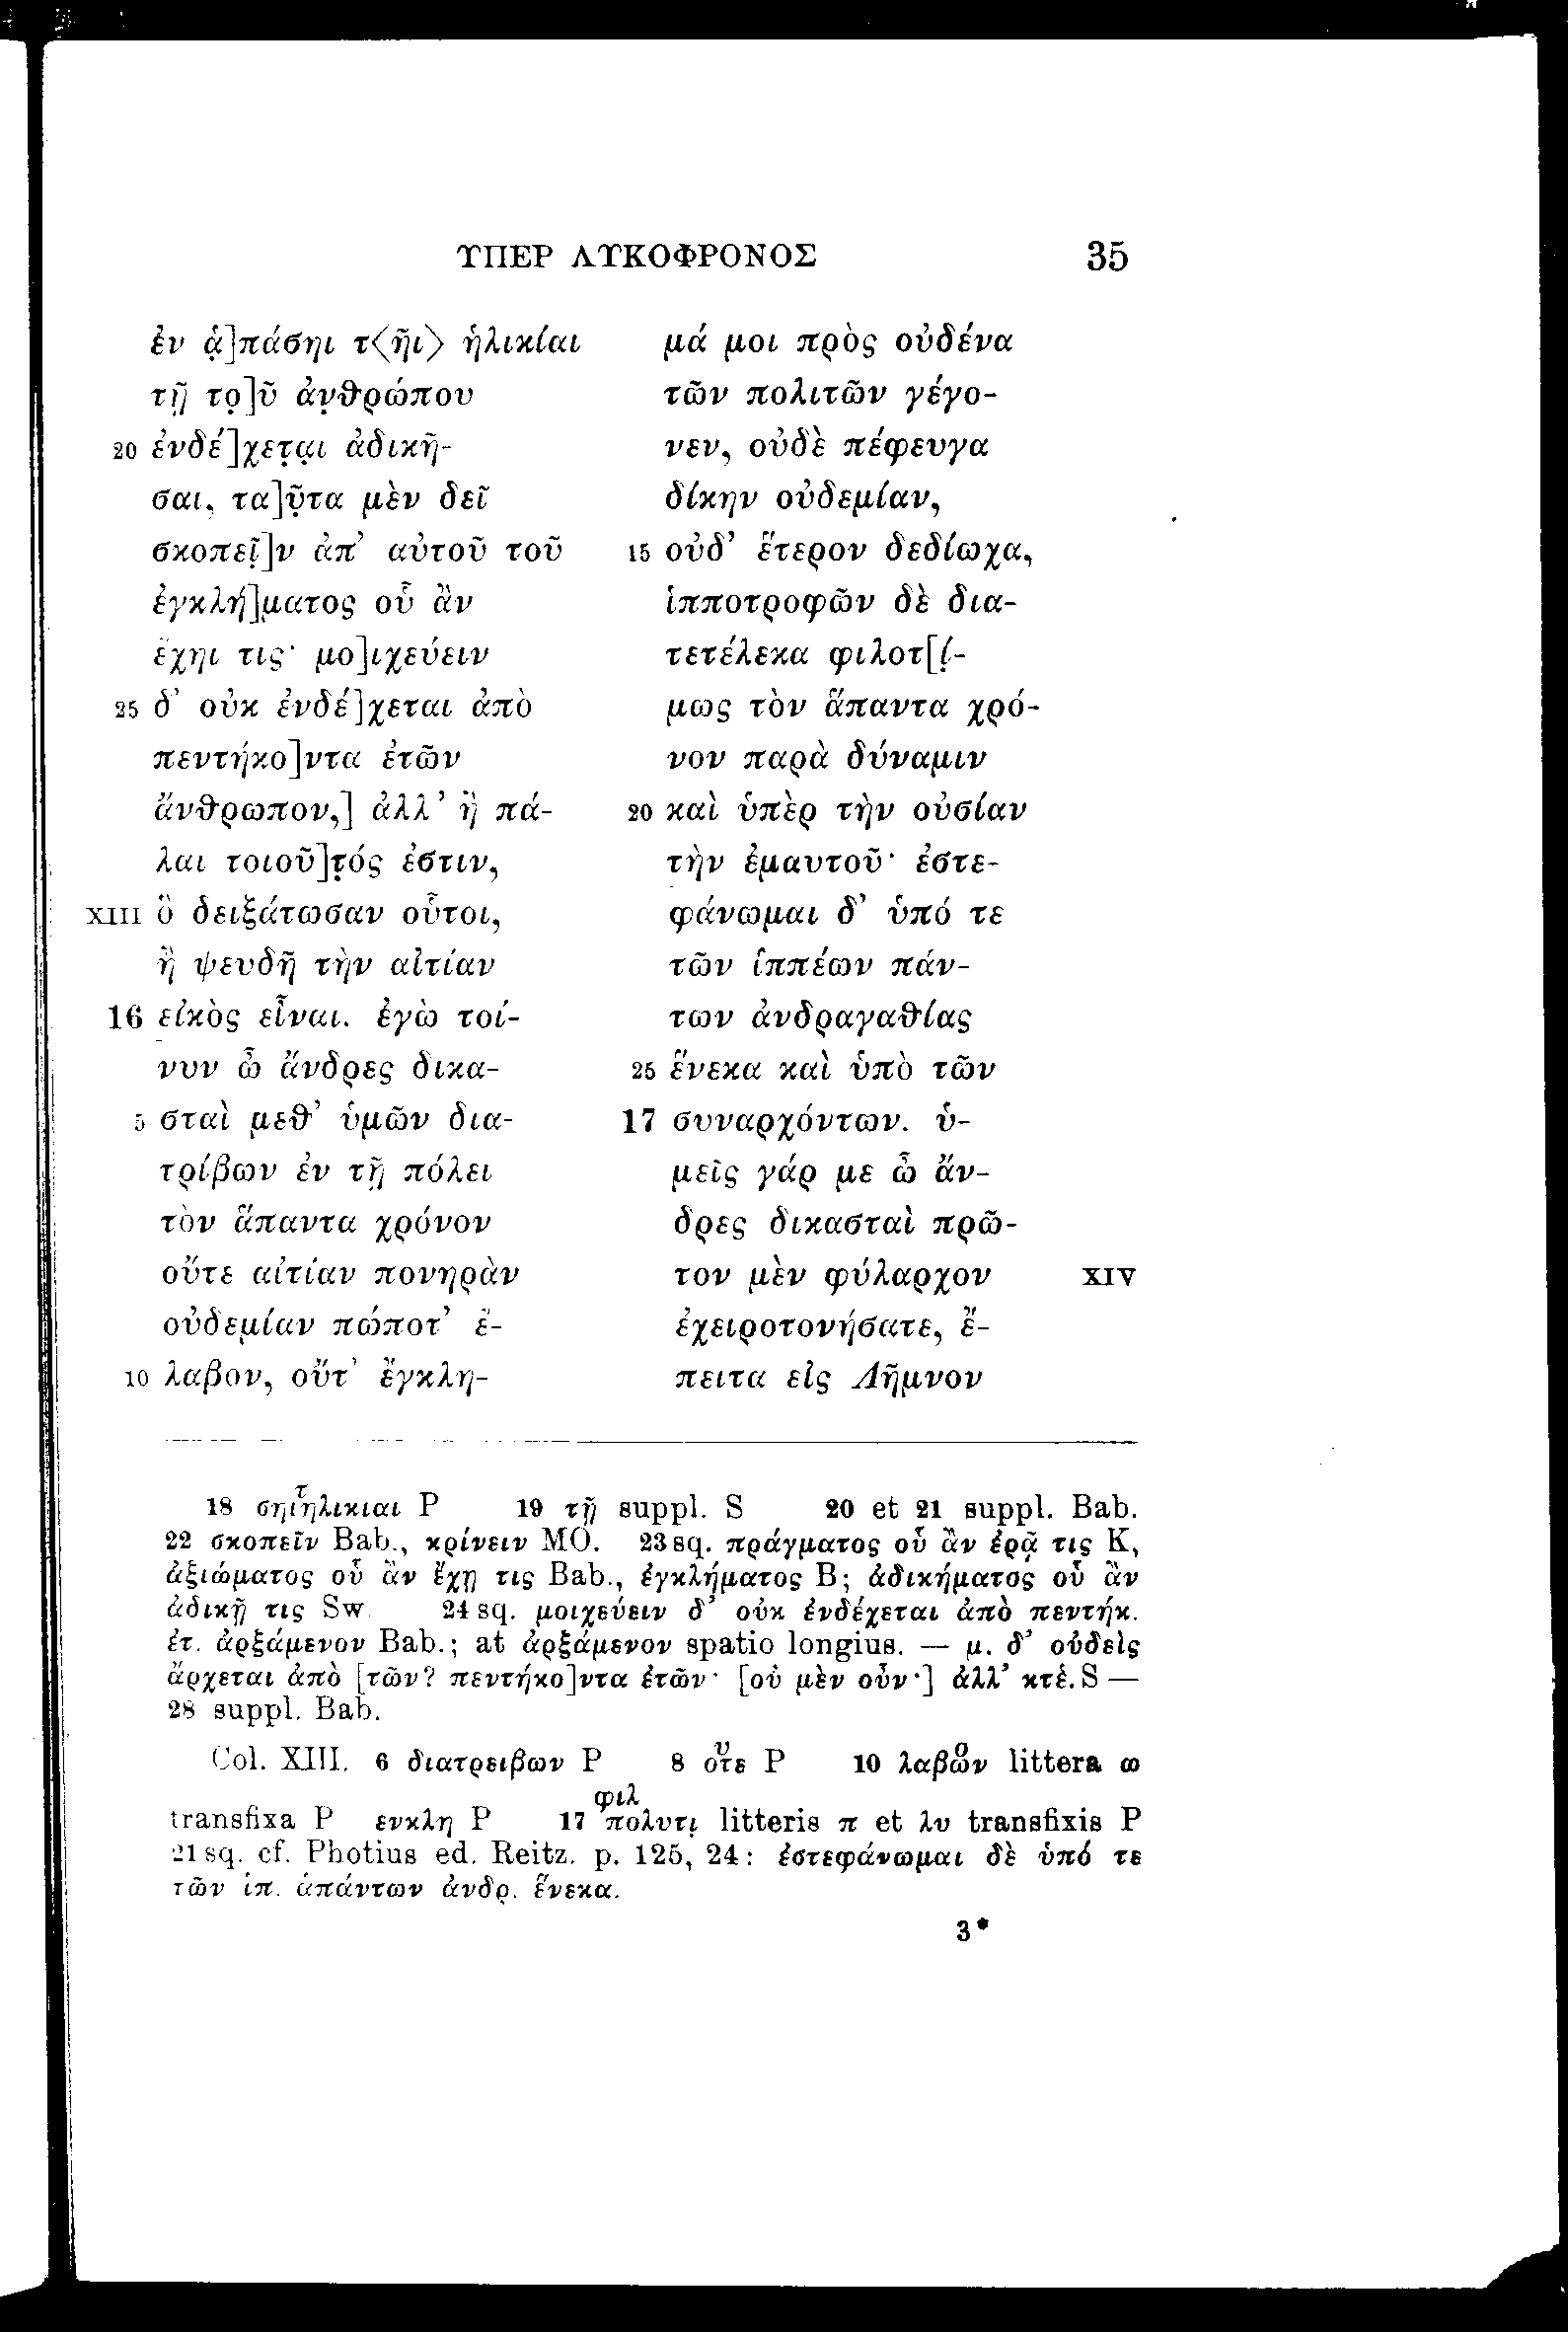 ΥΠΕΡ ΛΥΚΟΦΡΟΝΟΣ 35
ἐν ἁ̣]πάσηι τ⟨ῆι⟩ ἡλικίαι
τῇ το̣]ῦ ἀν̣θρ̣ώπου
20 ἐνδέ]χετ̣α̣ι ἀδικῆ-
σαι, τα]ῦ̣τα μὲν δεῖ
σκοπεῖ̣]ν ἀπ’ αὐτοῦ τοῦ
ἐγκλή]ματος οὗ ἂν
ἔχηι τις· μο]ιχεύειν
25 δ’ οὐκ ἐνδέ]χεται ἀπὸ
πεντήκο]ντα ἐτῶν
ἄνθρωπον,] ἀλλ’ ἢ πά-
λαι τοιοῦ]τ̣ός ἐστιν,
XIII ὃ δειξάτωσαν οὗτοι,
ἢ ψευδῆ τὴν αἰτίαν
16 εἰκὸς εἶναι. ἐγὼ τοί-
νυν ὦ ἄνδρες δικα-
5 σταὶ μεθ’ ὑμῶν δια-
τρίβων ἐν τῇ πόλει
τὸν ἅπαντα χρόνον
οὔτε αἰτίαν πονηρὰν
οὐδεμίαν πώποτ’ ἔ-
10 λαβον, οὔτ’ ἔγκλη-
μά μοι πρὸς οὐδένα
τῶν πολιτῶν γέγο-
νεν, οὐδὲ πέφευγα
δίκην οὐδεμίαν,
15 οὐδ’ ἕτερον δεδίωχα,
ἱπποτροφῶν δὲ δια-
τετέλεκα φιλοτ[ί̣-
μως τὸν ἅπαντα χρό-
νον παρὰ δύναμιν
20 καὶ ὑπὲρ τὴν οὐσίαν
τὴν ἐμαυτοῦ· ἐστε-
φάνωμαι δ’ ὑπό τε
τῶν ἱππέων πάν-
των ἀνδραγαθίας
25 ἕνεκα καὶ ὑπὸ τῶν
17 συναρχόντων. ὑ-
μεῖς γάρ με ὦ ἄν-
δρες δικασταὶ πρῶ-
τον μὲν φύλαρχον XIV
ἐχειροτονήσατε, ἔ-
πειτα εἰς Λῆμνον
18 σηιτηλικιαι P 19 τῇ suppl. S 20 et 21 suppl. Bab.
22 σκοπεῖν Bab., κρίνειν MO. 23 sq. πράγματος οὗ ἂν ἐρᾷ τις K,
ἀξιώματος οὗ ἂν ἔχῃ τις Bab., ἐγκλήματος B; ἀδικήματος οὗ ἂν
ἀδικῇ τις Sw. 24 sq. μοιχεύειν δ’ οὐκ ἐνδέχεται ἀπὸ πεντήκ.
ἐτ. ἀρξάμενον Bab.; at ἀρξάμενον spatio longius. — μ. δ’ οὐδεὶς
ἄρχεται ἀπὸ [τῶν? πεντήκο]ντα ἐτῶν· [οὐ μὲν οὖν·] ἀλλ’ κτἑ. S —
28 suppl. Bab.
Col. XIII. 6 διατρειβων P 8 οτυε P 10 λαβωον littera ω
transfixa P ενκλη P 17 φιλ πολυτι̣ litteris π et λυ transfixis P
21 sq. cf. Photius ed. Reitz. p. 125, 24: ἐστεφάνωμαι δὲ ὑπό τε
τῶν ἱπ. ἁπάντων ἀνδρ. ἕνεκα.
3*